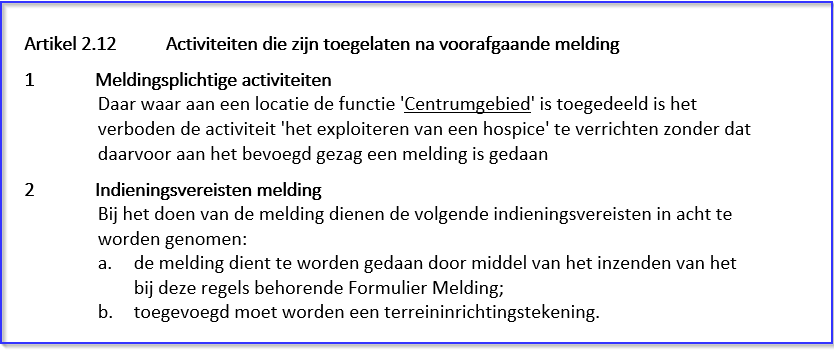 Artikel 2.12 Activiteiten die zijn toegelaten na voorafgaande melding
1 Meldingsplichtige activiteiten
Daar waar aan een locatie de functie 'Centrumgebied' is toegedeeld is het
verboden de activiteit 'het exploiteren van een hospice' te verrichten zonder dat
daarvoor aan het bevoegd gezag een melding is gedaan
2 Indieningsvereisten melding
Bij het doen van de melding dienen de volgende indieningsvereisten in acht te
worden genomen:
a. de melding dient te worden gedaan door middel van het inzenden van het
bij deze regels behorende Formulier Melding;
b. toegevoegd moet worden een terreininrichtingstekening.